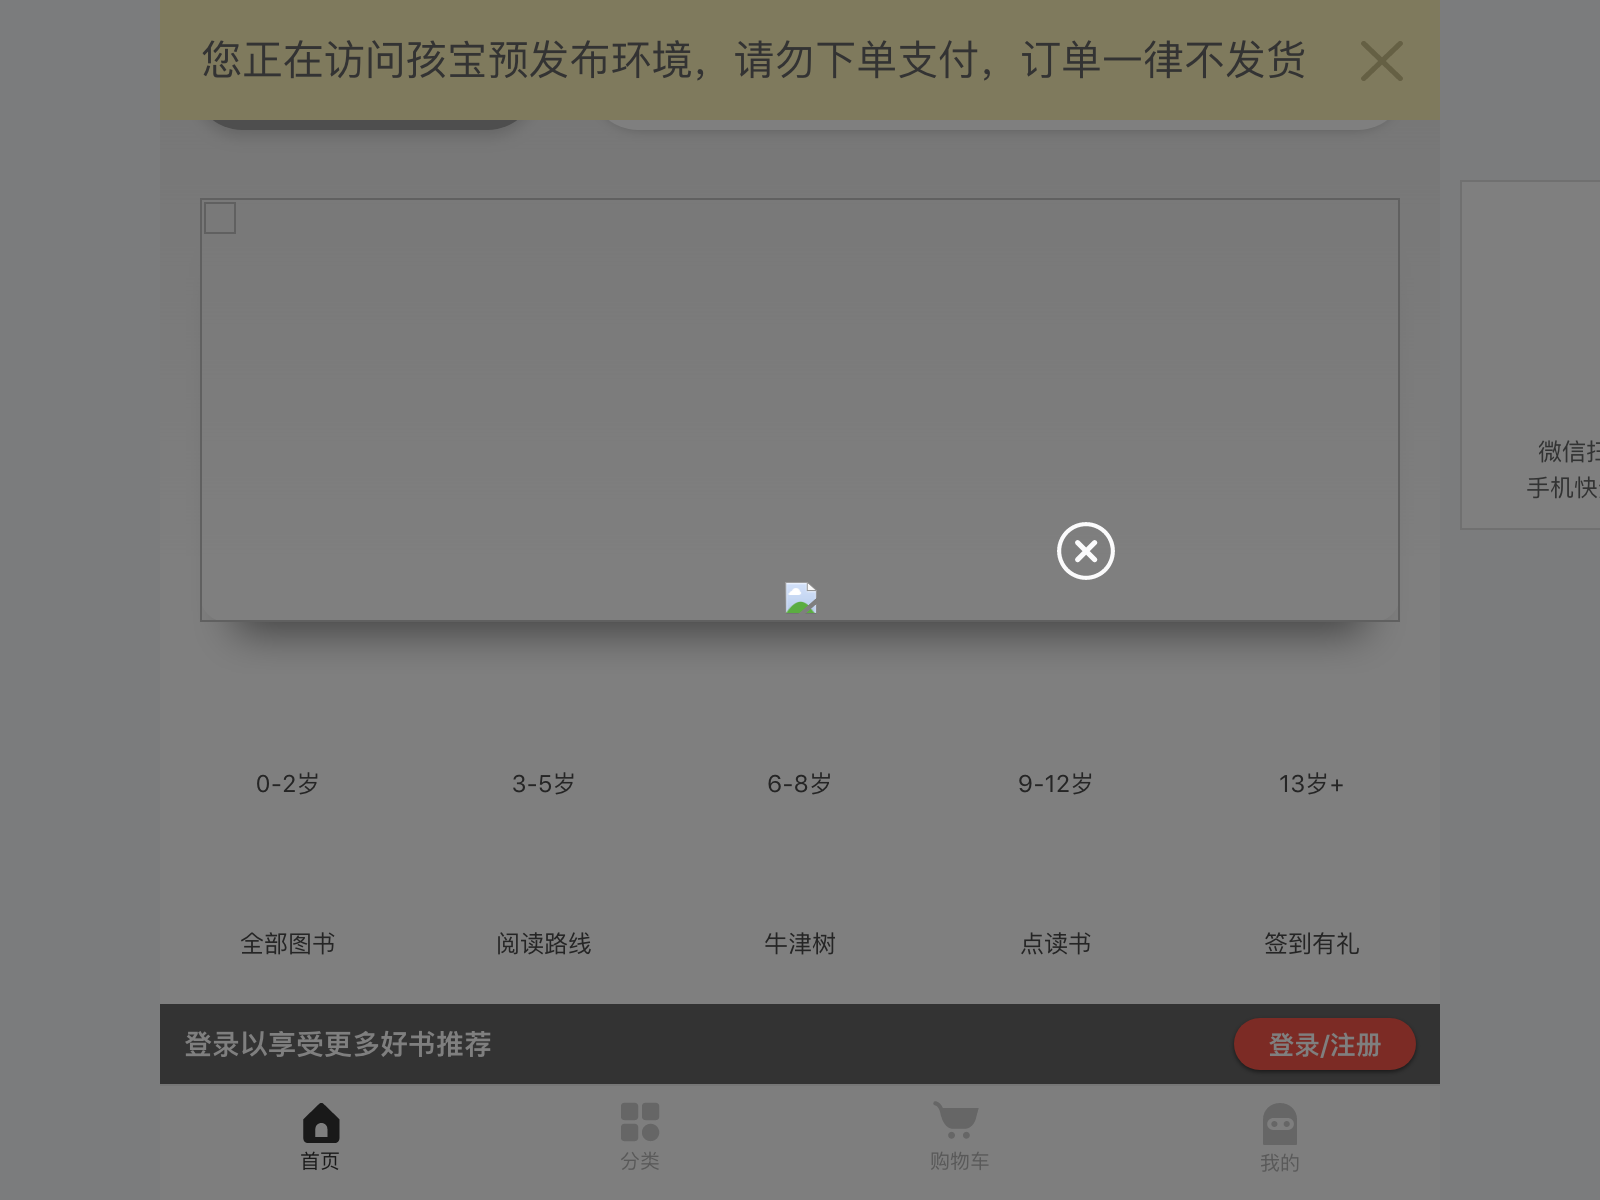 您正在访问孩宝预发布环境，请勿下单支付，订单一律不发货
微信扫
手机快
0-2岁
3-5岁
6-8岁
9-12岁
13岁+
全部图书
阅读路线
牛津树
点读书
签到有礼
登录以享受更多好书推荐
登录/注册
首页
分类
购物车
我的